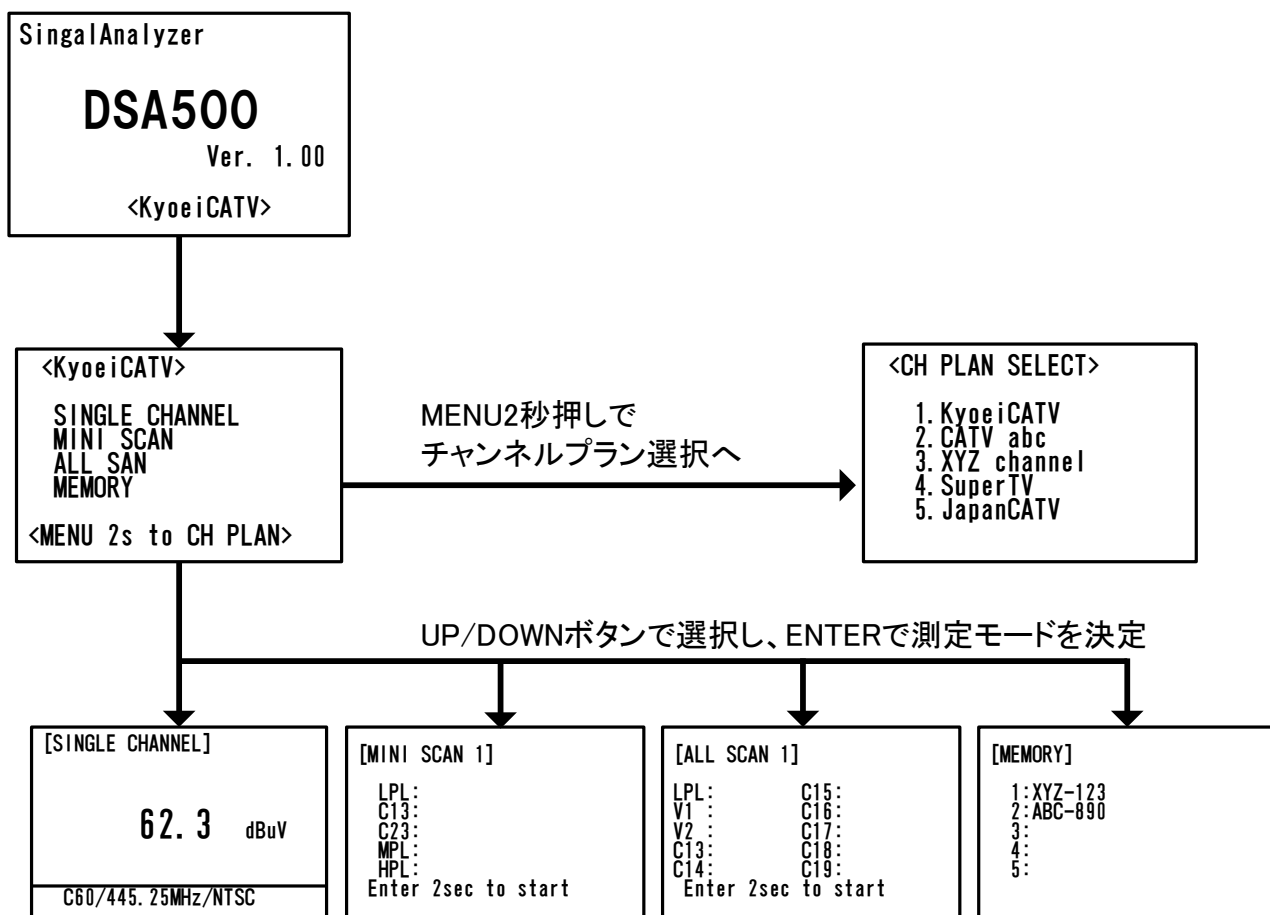 SingalAnalyzer
DSA500
Ver. 1.00
<KyoeiCATV>
<KyoeiCATV>
SINGLE CHANNEL
MINI SCAN
ALL SAN
MEMORY
<MENU 2s to CH PLAN>
MENU2秒押しで
チャンネルプラン選択へ
<CH PLAN SELECT>
1. KyoeiCATV
2. CATV abc
3. XYZ channel
4. SuperTV
5. JapanCATV
UP/DOWNボタンで選択し、ENTERで測定モードを決定
[SINGLE CHANNEL]
62.3 dBuV
C60/445.25MHz/NTSC
[MINI SCAN 1]
LPL:
C13:
C23:
MPL:
HPL:
Enter 2sec to start
[ALL SCAN 1]
LPL: C15:
V1 : C16:
V2 : C17:
C13: C18:
C14: C19:
Enter 2sec to start
[MEMORY]
1:XYZ-123
2:ABC-890
3:
4:
5: